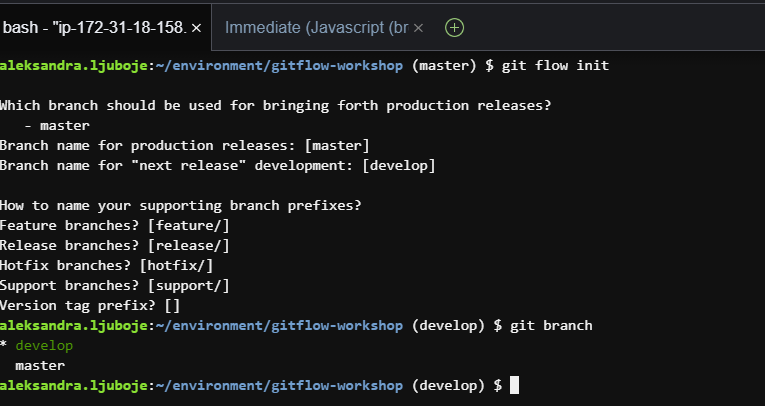 bash - "ip-172-31-18-158. × Immediate (Javascript (br ×
aleksandra.ljuboje:~/environment/gitflow-workshop (master) $ git flow init
Which branch should be used for bringing forth production releases?
   - master
Branch name for production releases: [master]
Branch name for "next release" development: [develop]
How to name your supporting branch prefixes?
Feature branches? [feature/]
Release branches? [release/]
Hotfix branches? [hotfix/]
Support branches? [support/]
Version tag prefix? []
aleksandra.ljuboje:~/environment/gitflow-workshop (develop) $ git branch
* develop
  master
aleksandra.ljuboje:~/environment/gitflow-workshop (develop) $